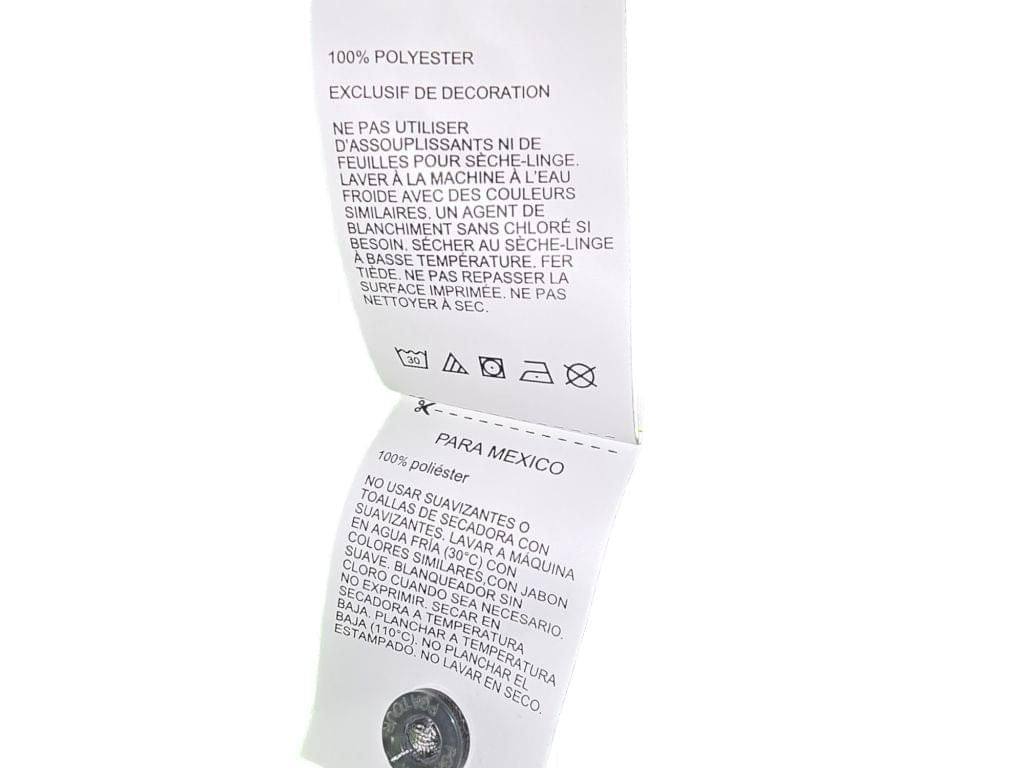 100% POLYESTER
EXCLUSIF DE DECORATION
NE PAS UTILISER
D'ASSOUPLISSANTS NI DE
FEUILLES POUR SÈCHE-LINGE.
LAVER À LA MACHINE À L'EAU
FROIDE AVEC DES COULEURS
SIMILAIRES. UN AGENT DE
BLANCHIMENT SANS CHLORÉ SI
BESOIN. SÉCHER AU SÈCHE-LINGE
À BASSE TEMPÉRATURE. FER
TIÈDE. NE PAS REPASSER LA
SURFACE IMPRIMÉE. NE PAS
NETTOYER À SEC.
30
PARA MEXICO
100% poliéster
NO USAR SUAVIZANTES O
TOALLAS DE SECADORA CON
SUAVIZANTES. LAVAR A MÁQUINA
EN AGUA FRÍA (30°C) CON
COLORES SIMILARES,CON JABON
SUAVE. BLANQUEADOR SIN
CLORO CUANDO SEA NECESARIO.
NO EXPRIMIR. SECAR EN
SECADORA A TEMPERATURA
BAJA. PLANCHAR A TEMPERATURA
BAJA (110°C). NO PLANCHAR EL
ESTAMPADO. NO LAVAR EN SECO.
PGA TOUR